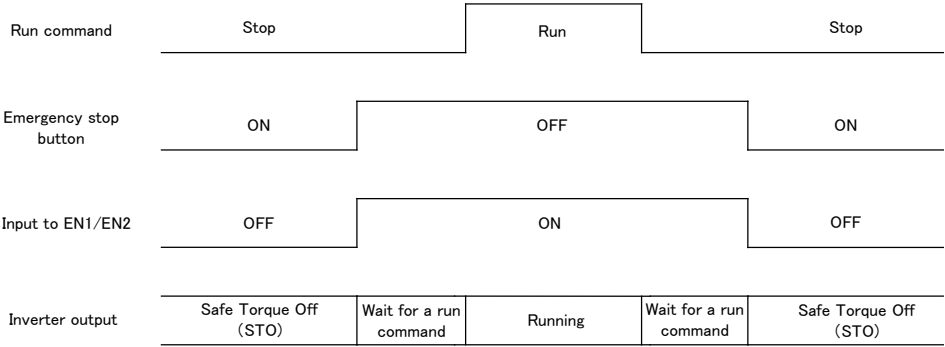 Run command Stop Run Stop
Emergency stop button ON OFF ON
Input to EN1/EN2 OFF ON OFF
Inverter output Safe Torque Off (STO) Wait for a run command Running Wait for a run command Safe Torque Off (STO)